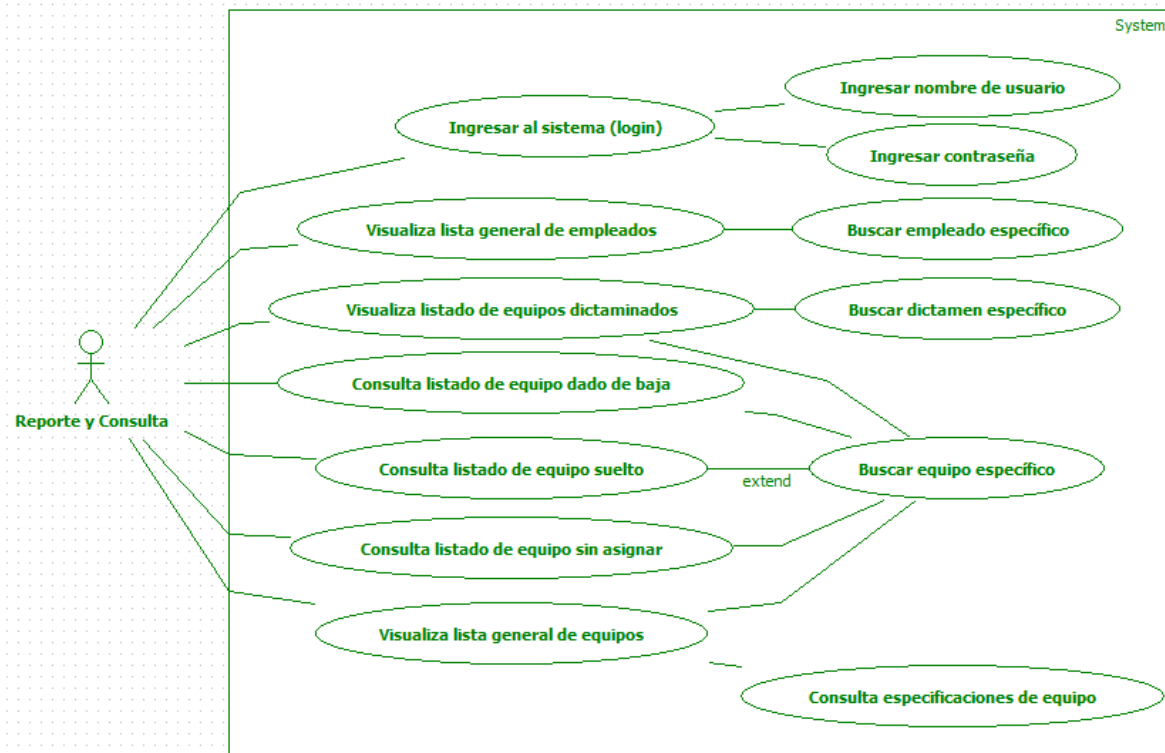 System
Ingresar nombre de usuario
Ingresar al sistema (login)
Ingresar contraseña
Visualiza lista general de empleados
Buscar empleado específico
Visualiza listado de equipos dictaminados
Buscar dictamen específico
Consulta listado de equipo dado de baja
Reporte y Consulta
Consulta listado de equipo suelto
extend
Buscar equipo específico
Consulta listado de equipo sin asignar
Visualiza lista general de equipos
Consulta especificaciones de equipo